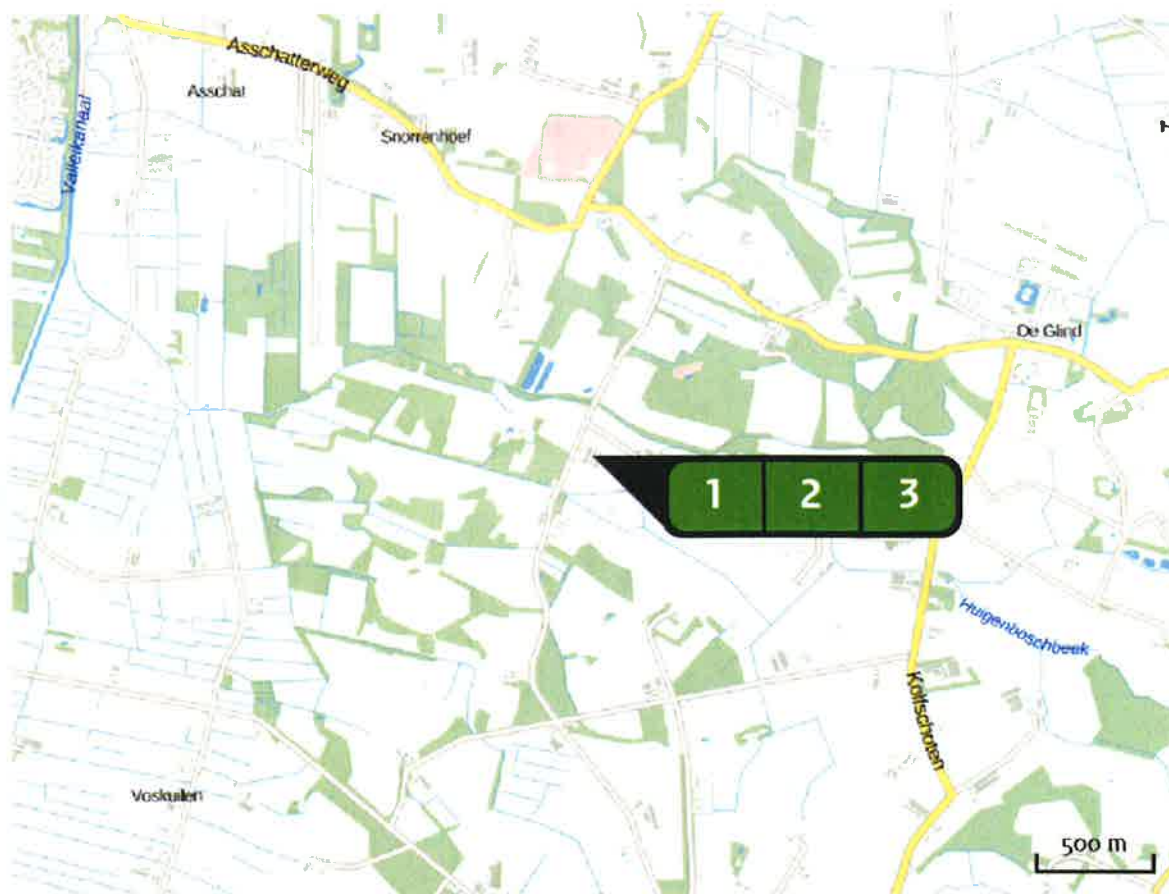 Asschatterweg
Asschat
Snorrenhoef
Valleikanaal
De Glind
1 2 3
Huigenboschbeek
Kolfschoten
Voskuilen
500 m